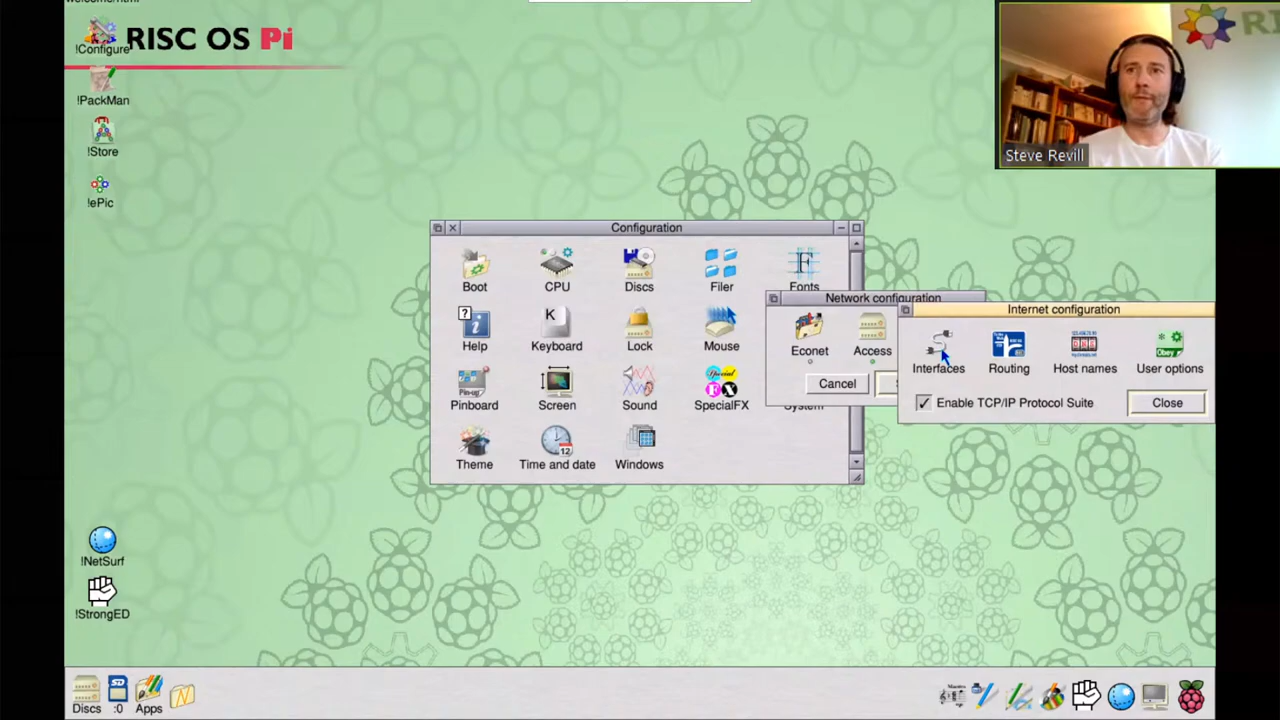 !Configure
RISC OS Pi
!PackMan
!Store
!ePic
Steve Revill
Configuration
Boot
CPU
Discs
Filer
Fonts
Help
Keyboard
Lock
Mouse
Pinboard
Screen
Sound
SpecialFX
System
Theme
Time and date
Windows
Network configuration
Econet
Access
Cancel
Internet configuration
Interfaces
Routing
Host names
User options
Enable TCP/IP Protocol Suite
Close
!NetSurf
!StrongED
Discs
:0
Apps